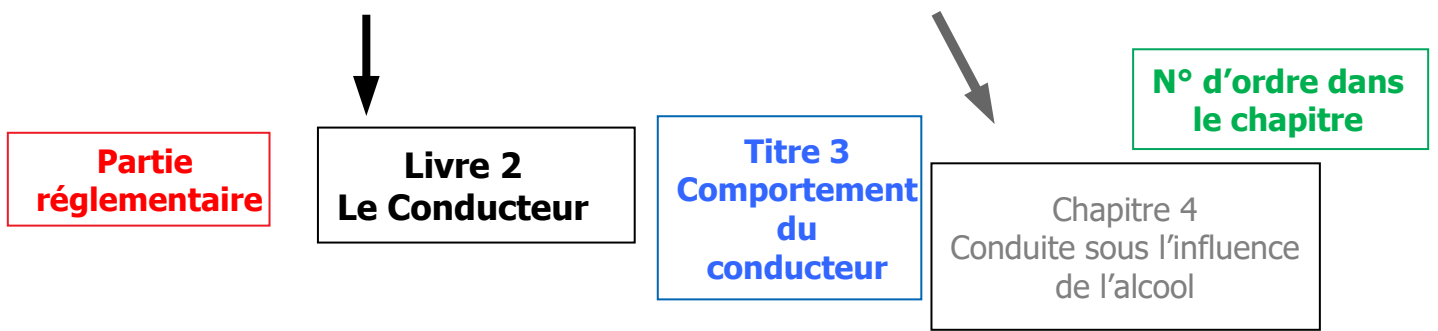 Partie
réglementaire
Livre 2
Le Conducteur
Titre 3
Comportement
du
conducteur
Chapitre 4
Conduite sous l’influence
de l’alcool
N° d’ordre dans
le chapitre